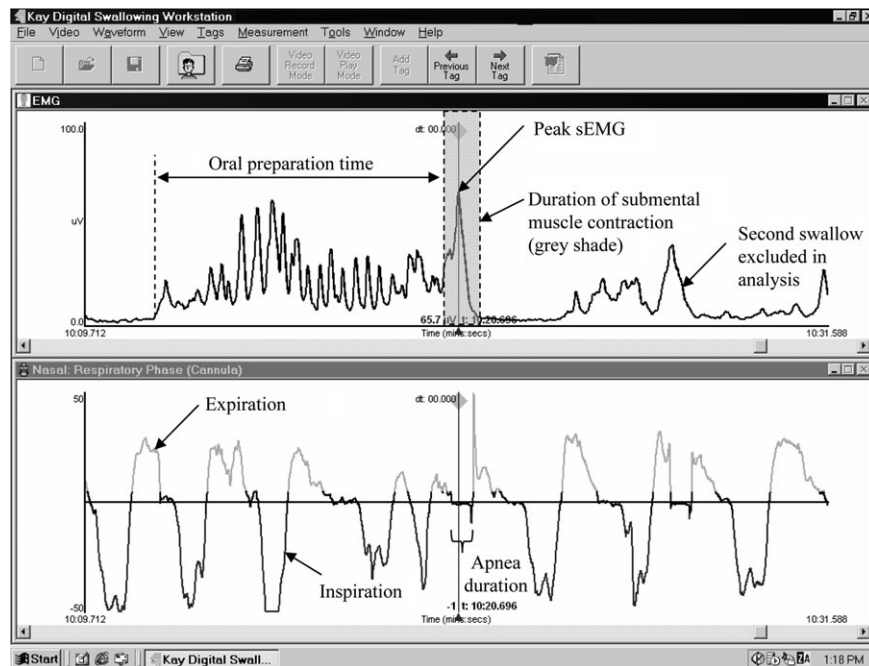 Kay Digital Swallowing Workstation
File Video Waveform View Tags Measurement Tools Window Help
Video Record Mode
Video Play Mode
Add Tag
Previous Tag
Next Tag
EMG
100.0
dt: 00.000
Peak sEMG
Oral preparation time
uV
Duration of submental
muscle contraction
(grey shade)
Second swallow
excluded in
analysis
0.0
65.7 uV t: 10:20.696
10:09.712
Time (mins:secs)
10:31.588
Nasal: Respiratory Phase (Cannula)
50
dt: 00.000
Expiration
Inspiration
Apnea
duration
-50
-1 t: 10:20.696
10:09.712
Time (mins:secs)
10:31.588
Start
Kay Digital Swall...
1:18 PM